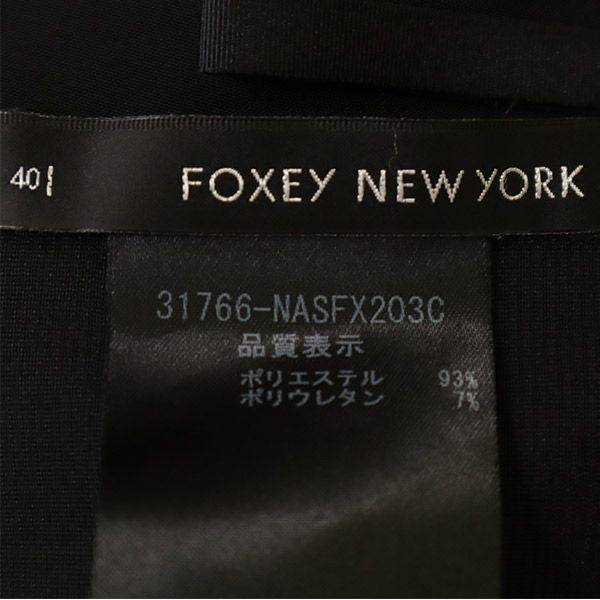 40 FOXEY NEW YORK
31766-NASFX203C
品質表示
ポリエステル 93%
ポリウレタン 7%